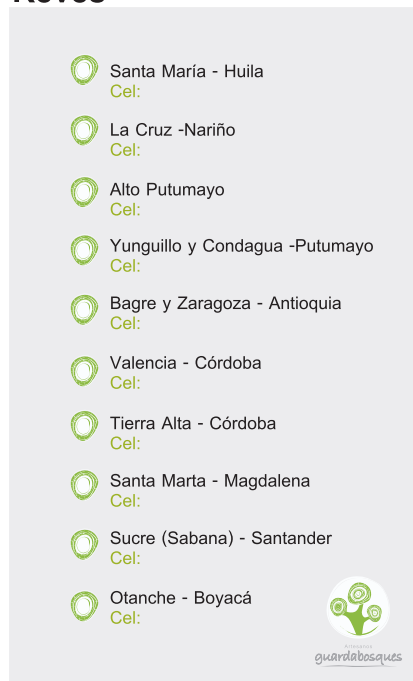 Santa María - Huila
Cel:
La Cruz -Nariño
Cel:
Alto Putumayo
Cel:
Yunguillo y Condagua -Putumayo
Cel:
Bagre y Zaragoza - Antioquia
Cel:
Valencia - Córdoba
Cel:
Tierra Alta - Córdoba
Cel:
Santa Marta - Magdalena
Cel:
Sucre (Sabana) - Santander
Cel:
Otanche - Boyacá
Cel:
guardabosques